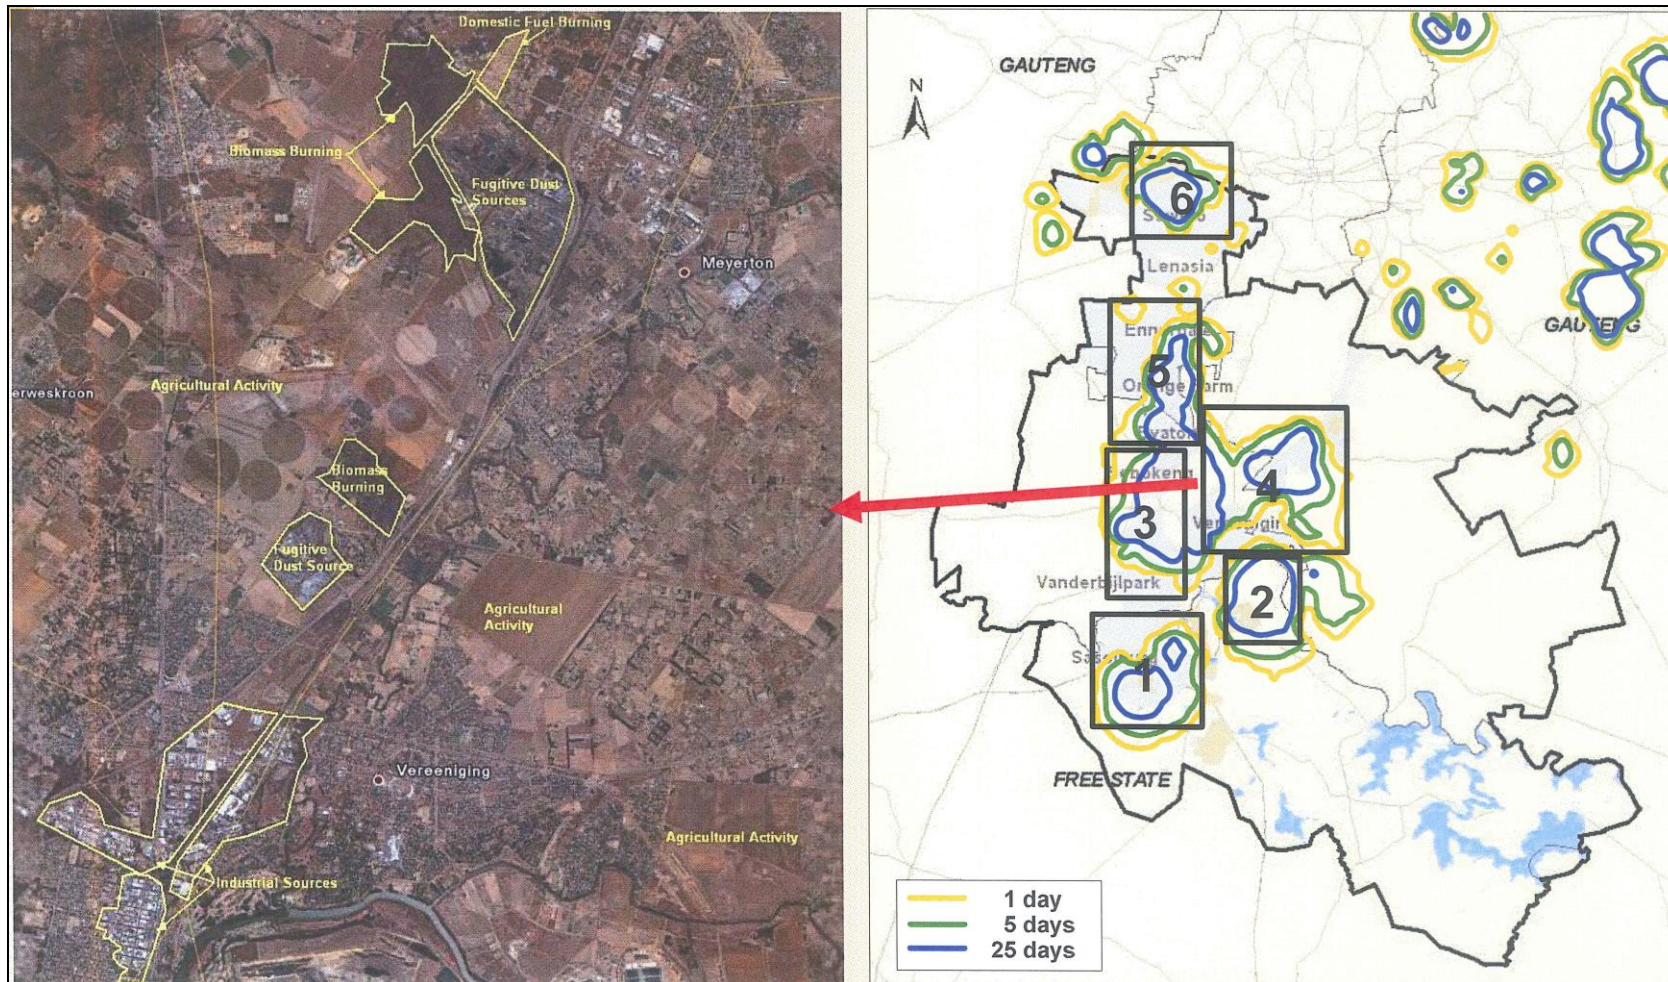 Domestic Fuel Burning
Biomass Burning
Fugitive Dust
Sources
Meyerton
Agricultural Activity
erweskroon
Biomass
Burning
Fugitive
Dust Source
Agricultural
Activity
Vereeniging
Agricultural Activity
Industrial Sources
GAUTENG
N
6
Lenasia
GAUTENG
5
4
3
Vanderbijlpark
2
1
FREE STATE
1 day
5 days
25 days